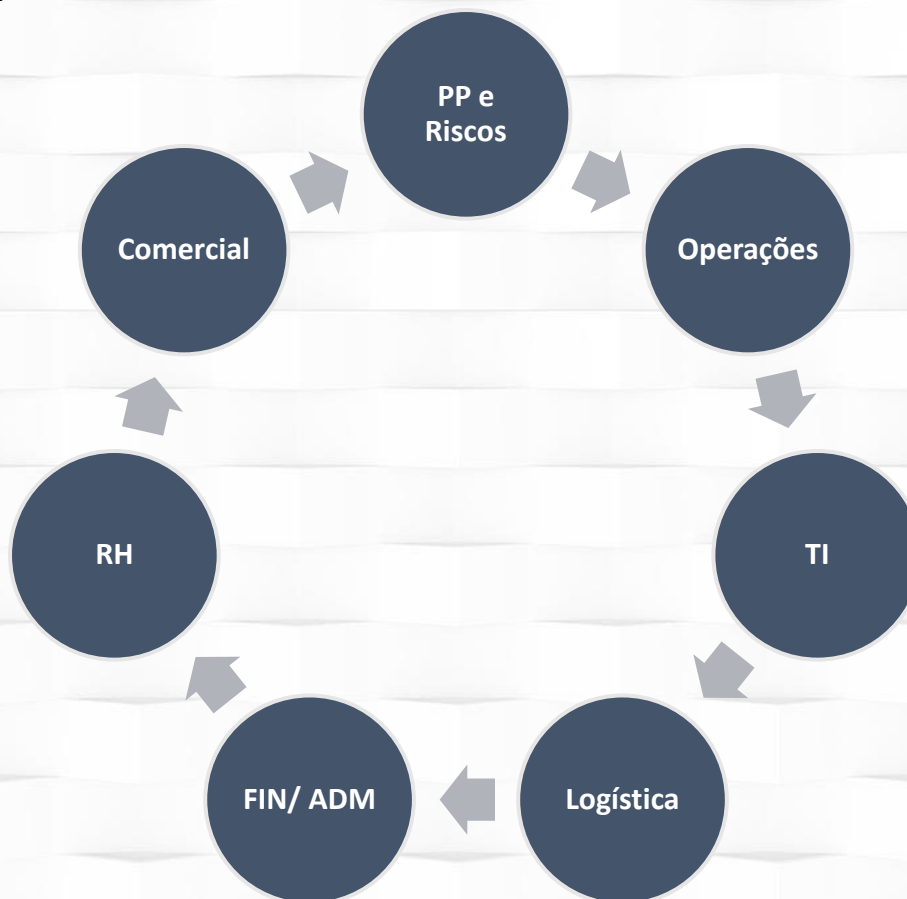 PP e
Riscos
Operações
TI
Logística
FIN/ ADM
RH
Comercial